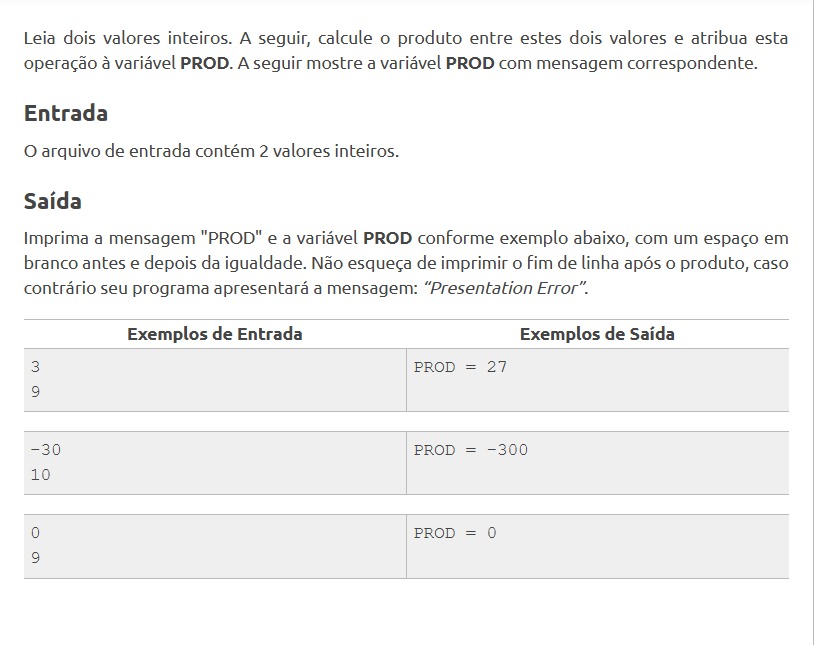 Leia dois valores inteiros. A seguir, calcule o produto entre estes dois valores e atribua esta
operação à variável PROD. A seguir mostre a variável PROD com mensagem correspondente.
Entrada
O arquivo de entrada contém 2 valores inteiros.
Saída
Imprima a mensagem "PROD" e a variável PROD conforme exemplo abaixo, com um espaço em
branco antes e depois da igualdade. Não esqueça de imprimir o fim de linha após o produto, caso
contrário seu programa apresentará a mensagem: “Presentation Error”.
Exemplos de Entrada Exemplos de Saída
3 PROD = 27
9
-30 PROD = -300
10
0 PROD = 0
9